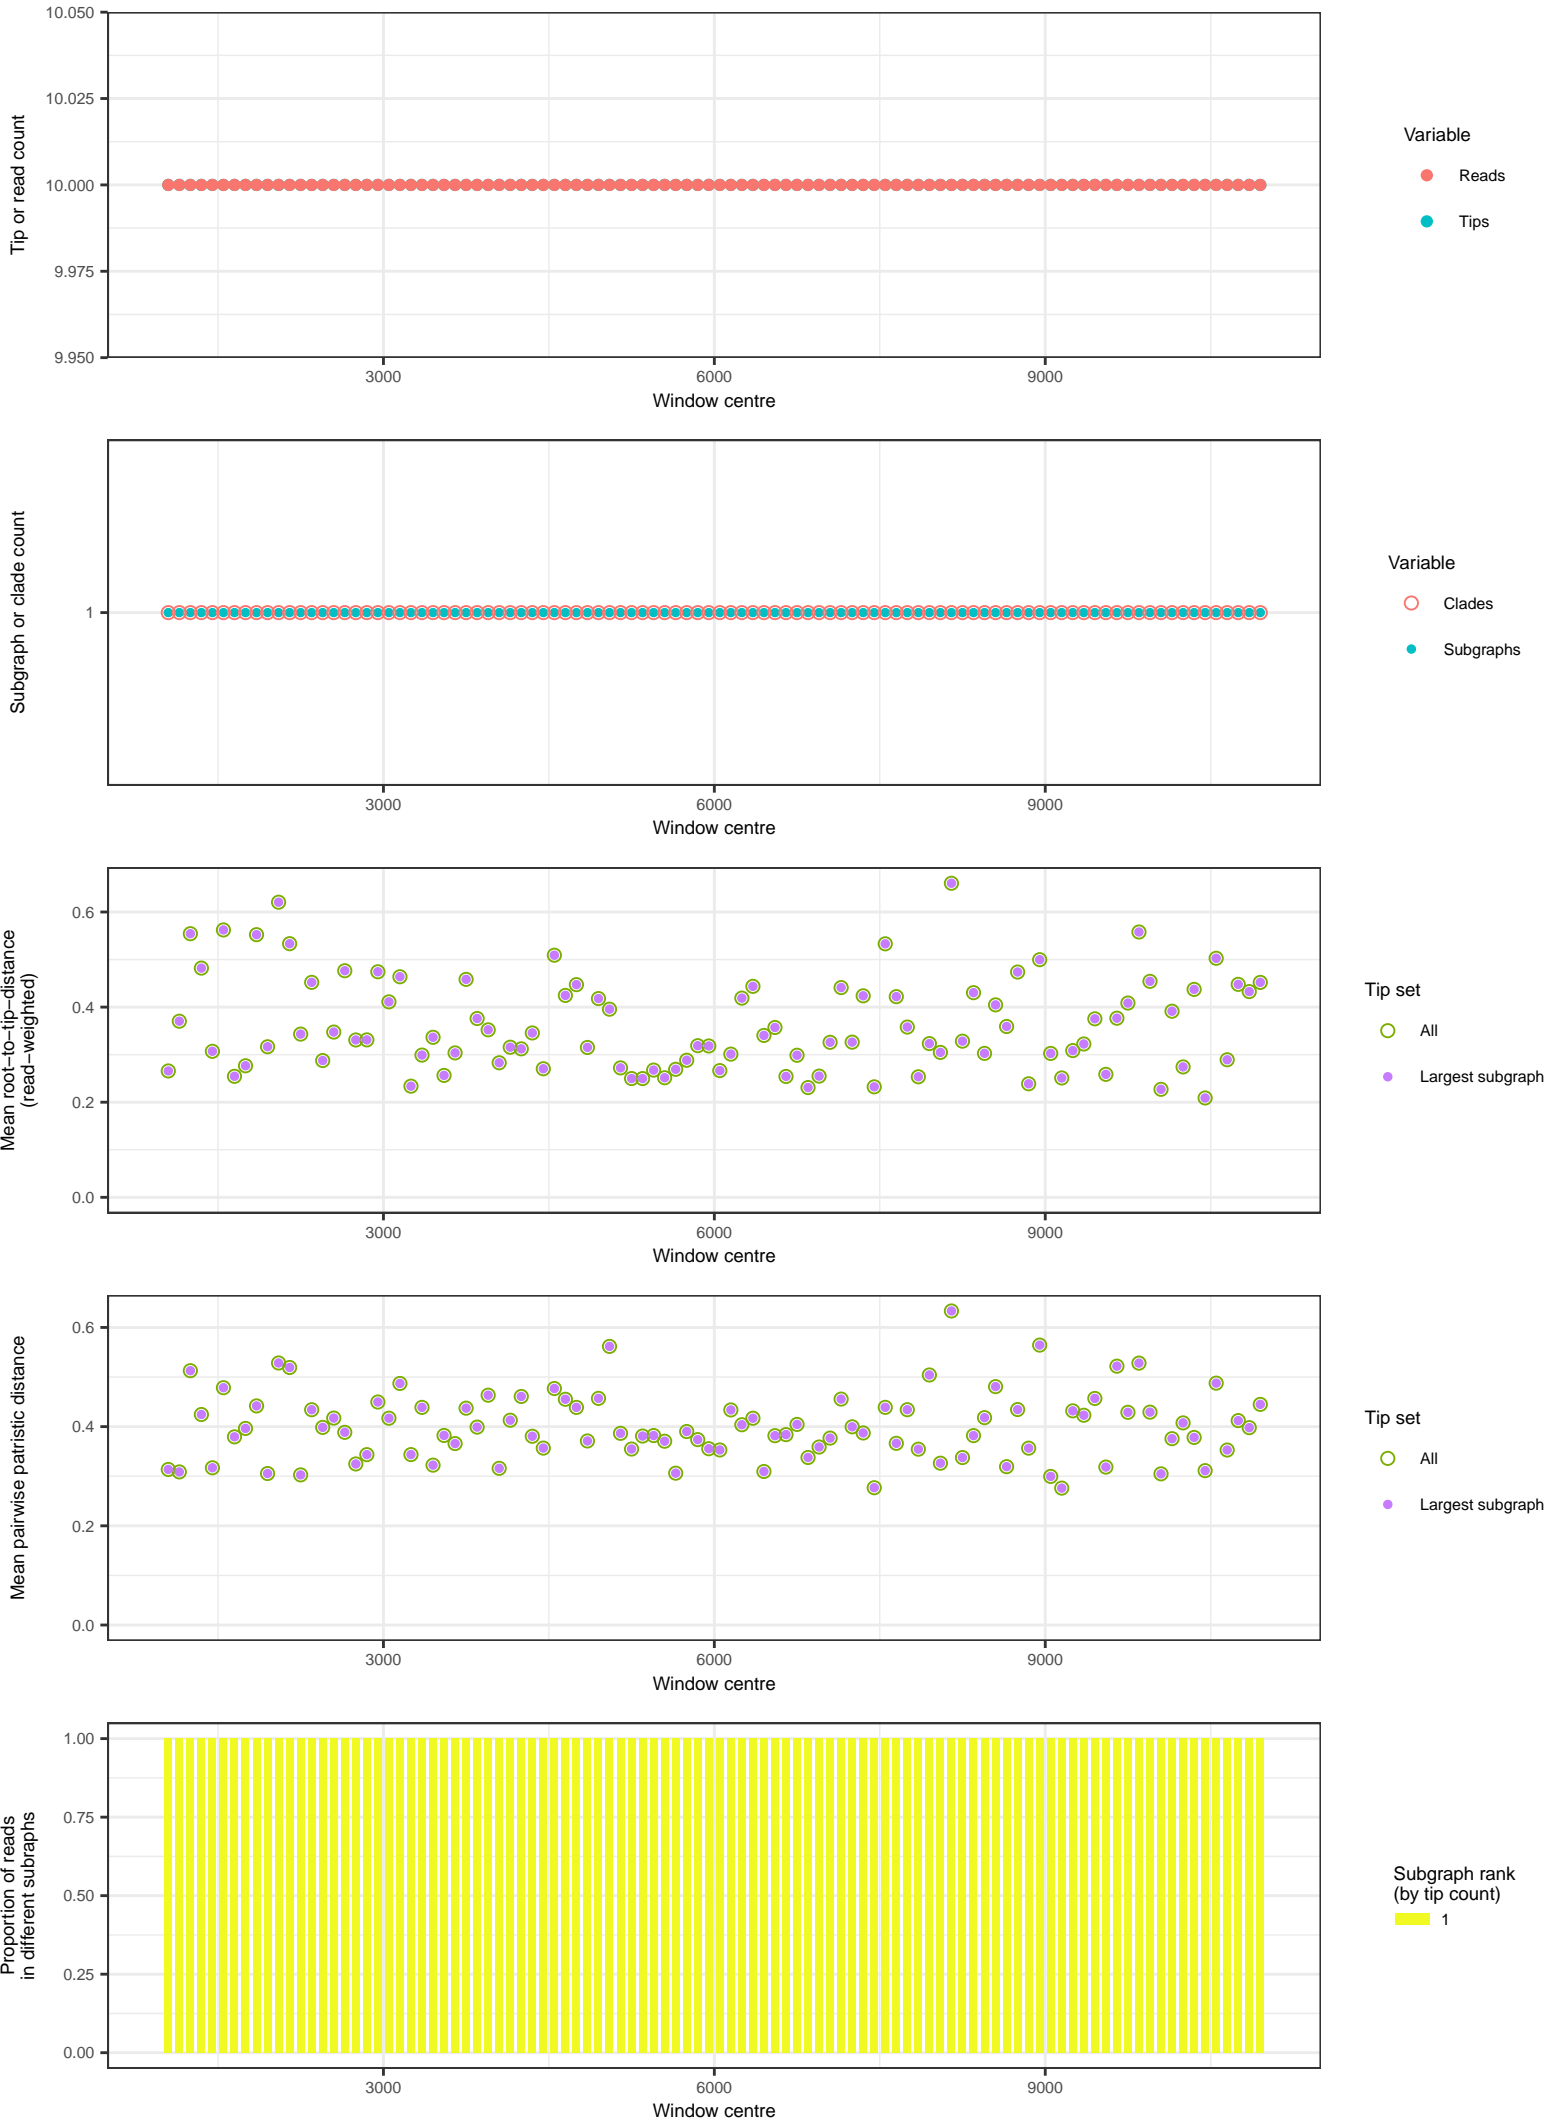 10.050
10.025
10.000
9.975
9.950
Tip or read count
3000 6000 9000
Window centre
Variable
Reads
Tips
Subgraph or clade count
1
3000 6000 9000
Window centre
Variable
Clades
Subgraphs
Mean root−to−tip−distance
(read−weighted)
0.6
0.4
0.2
0.0
3000 6000 9000
Window centre
Tip set
All
Largest subgraph
Mean pairwise patristic distance
0.6
0.4
0.2
0.0
3000 6000 9000
Window centre
Tip set
All
Largest subgraph
Proportion of reads
in different subraphs
1.00
0.75
0.50
0.25
0.00
3000 6000 9000
Window centre
Subgraph rank
(by tip count)
1